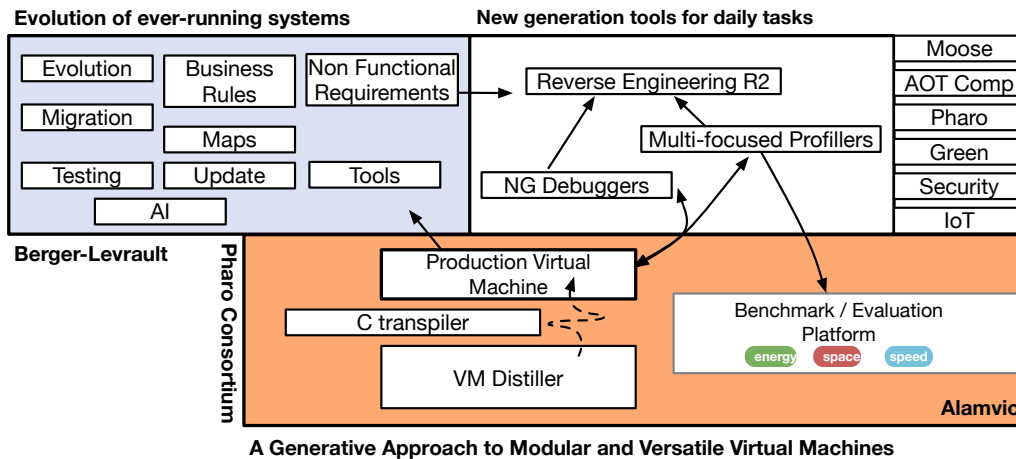 Evolution of ever-running systems
New generation tools for daily tasks
Evolution
Business
Rules
Non Functional
Requirements
Migration
Maps
Testing
Update
Tools
AI
Reverse Engineering R2
Multi-focused Profillers
NG Debuggers
Moose
AOT Comp
Pharo
Green
Security
IoT
Berger-Levrault
Pharo Consortium
Production Virtual
Machine
C transpiler
VM Distiller
Benchmark / Evaluation
Platform
energy
space
speed
Alamvic
A Generative Approach to Modular and Versatile Virtual Machines